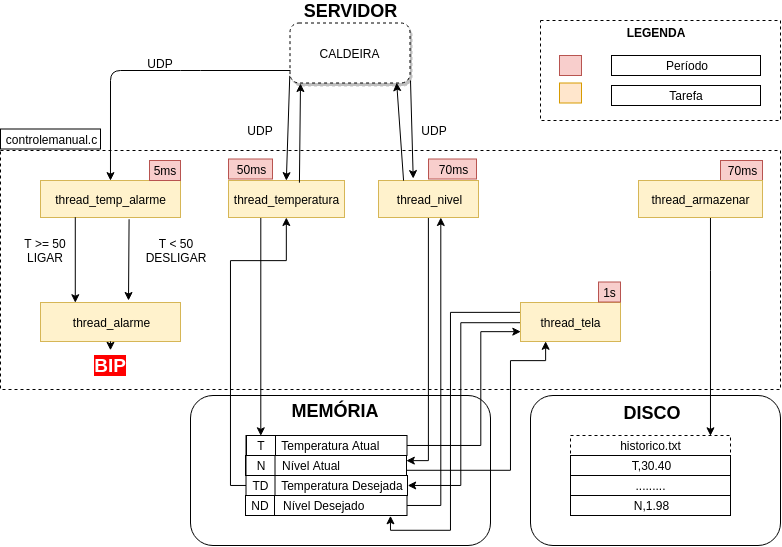 SERVIDOR
CALDEIRA
LEGENDA
Período
Tarefa
UDP
UDP
UDP
controlemanual.c
5ms
50ms
70ms
70ms
thread_temp_alarme
thread_temperatura
thread_nivel
thread_armazenar
T >= 50
LIGAR
T < 50
DESLIGAR
1s
thread_alarme
thread_tela
BIP
MEMÓRIA
DISCO
T Temperatura Atual
N Nível Atual
TD Temperatura Desejada
ND Nível Desejado
historico.txt
T,30.40
.........
N,1.98